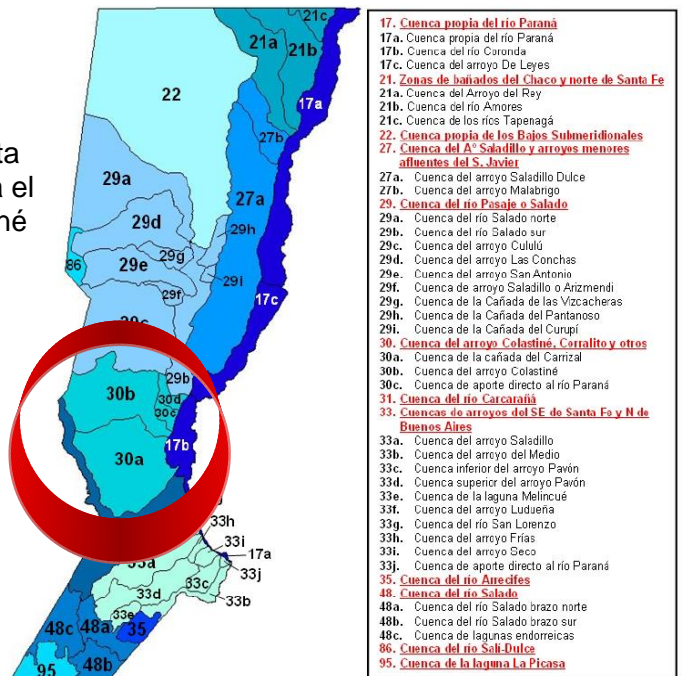 ta
a el
né
21c
21a
21b
22
17a
27b
29a
27a
29d
29h
29g
86
29e
29i
29f
17c
29b
30b
30d
30c
17b
30a
33h
33i
17a
33j
33c
33d
33b
33e
48c
48a
35
95
48b
17. Cuenca propia del río Paraná
17a. Cuenca propia del río Paraná
17b. Cuenca del río Coronda
17c. Cuenca del arroyo De Leyes
21. Zonas de bañados del Chaco y norte de Santa Fe
21a. Cuenca del Arroyo del Rey
21b. Cuenca del río Amores
21c. Cuenca de los ríos Tapenagá
22. Cuenca propia de los Bajos Submeridionales
27. Cuenca del Aº Saladillo y arroyos menores
afluentes del S. Javier
27a. Cuenca del arroyo Saladillo Dulce
27b. Cuenca del arroyo Malabrigo
29. Cuenca del río Pasaje o Salado
29a. Cuenca del río Salado norte
29b. Cuenca del río Salado sur
29c. Cuenca del arroyo Cululú
29d. Cuenca del arroyo Las Conchas
29e. Cuenca del arroyo San Antonio
29f. Cuenca de arroyo Saladillo o Arizmendi
29g. Cuenca de la Cañada de las Vizcacheras
29h. Cuenca de la Cañada del Pantanoso
29i. Cuenca de la Cañada del Curupí
30. Cuenca del arroyo Colastiné, Corralito y otros
30a. Cuenca de la cañada del Carrizal
30b. Cuenca del arroyo Colastiné
30c. Cuenca de aporte directo al río Paraná
31. Cuenca del río Carcarañá
33. Cuencas de arroyos del SE de Santa Fe y N de
Buenos Aires
33a. Cuenca del arroyo Saladillo
33b. Cuenca del arroyo del Medio
33c. Cuenca inferior del arroyo Pavón
33d. Cuenca superior del arroyo Pavón
33e. Cuenca de la laguna Melincué
33f. Cuenca del arroyo Ludueña
33g. Cuenca del río San Lorenzo
33h. Cuenca del arroyo Frías
33i. Cuenca del arroyo Seco
33j. Cuenca de aporte directo al río Paraná
35. Cuenca del río Arrecifes
48. Cuenca del río Salado
48a. Cuenca del río Salado brazo norte
48b. Cuenca del río Salado brazo sur
48c. Cuenca de lagunas endorreicas
86. Cuenca del río Salí-Dulce
95. Cuenca de la laguna La Picasa